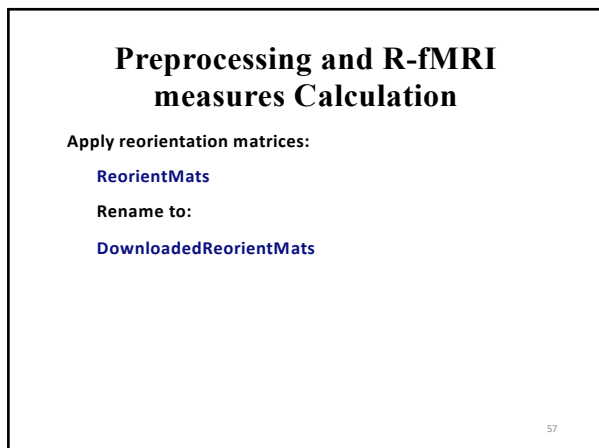 Preprocessing and R-fMRI
measures Calculation
Apply reorientation matrices:
ReorientMats
Rename to:
DownloadedReorientMats
57